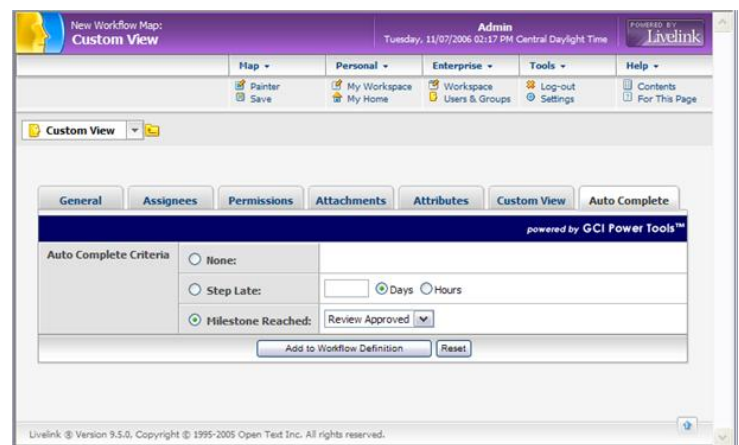 New Workflow Map:
Custom View
Admin
Tuesday, 11/07/2006 02:17 PM Central Daylight Time
POWERED BY
Livelink
Map Personal Enterprise Tools Help
Painter My Workspace Workspace Log-out Contents
Save My Home Users & Groups Settings For This Page
Custom View
General Assignees Permissions Attachments Attributes Custom View Auto Complete
powered by GCI Power Tools™
Auto Complete Criteria
None:
Step Late: Days Hours
Milestone Reached: Review Approved
Add to Workflow Definition Reset
Livelink ® Version 9.5.0, Copyright © 1995-2005 Open Text Inc. All rights reserved.